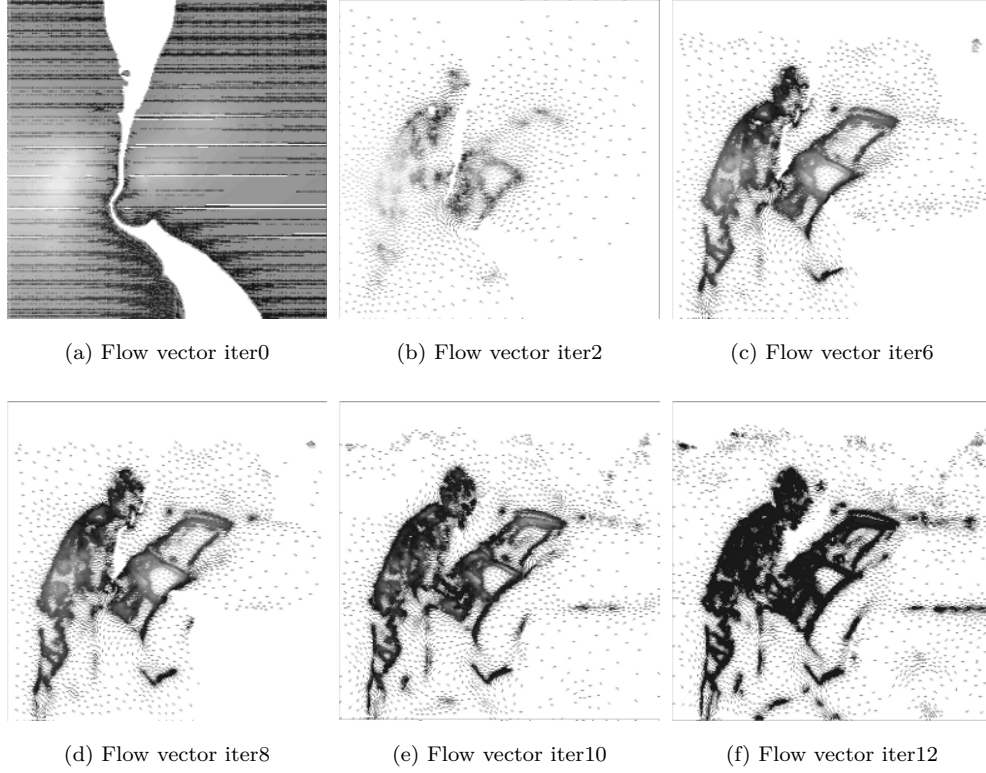 (a) Flow vector iter0
(b) Flow vector iter2
(c) Flow vector iter6
(d) Flow vector iter8
(e) Flow vector iter10
(f) Flow vector iter12